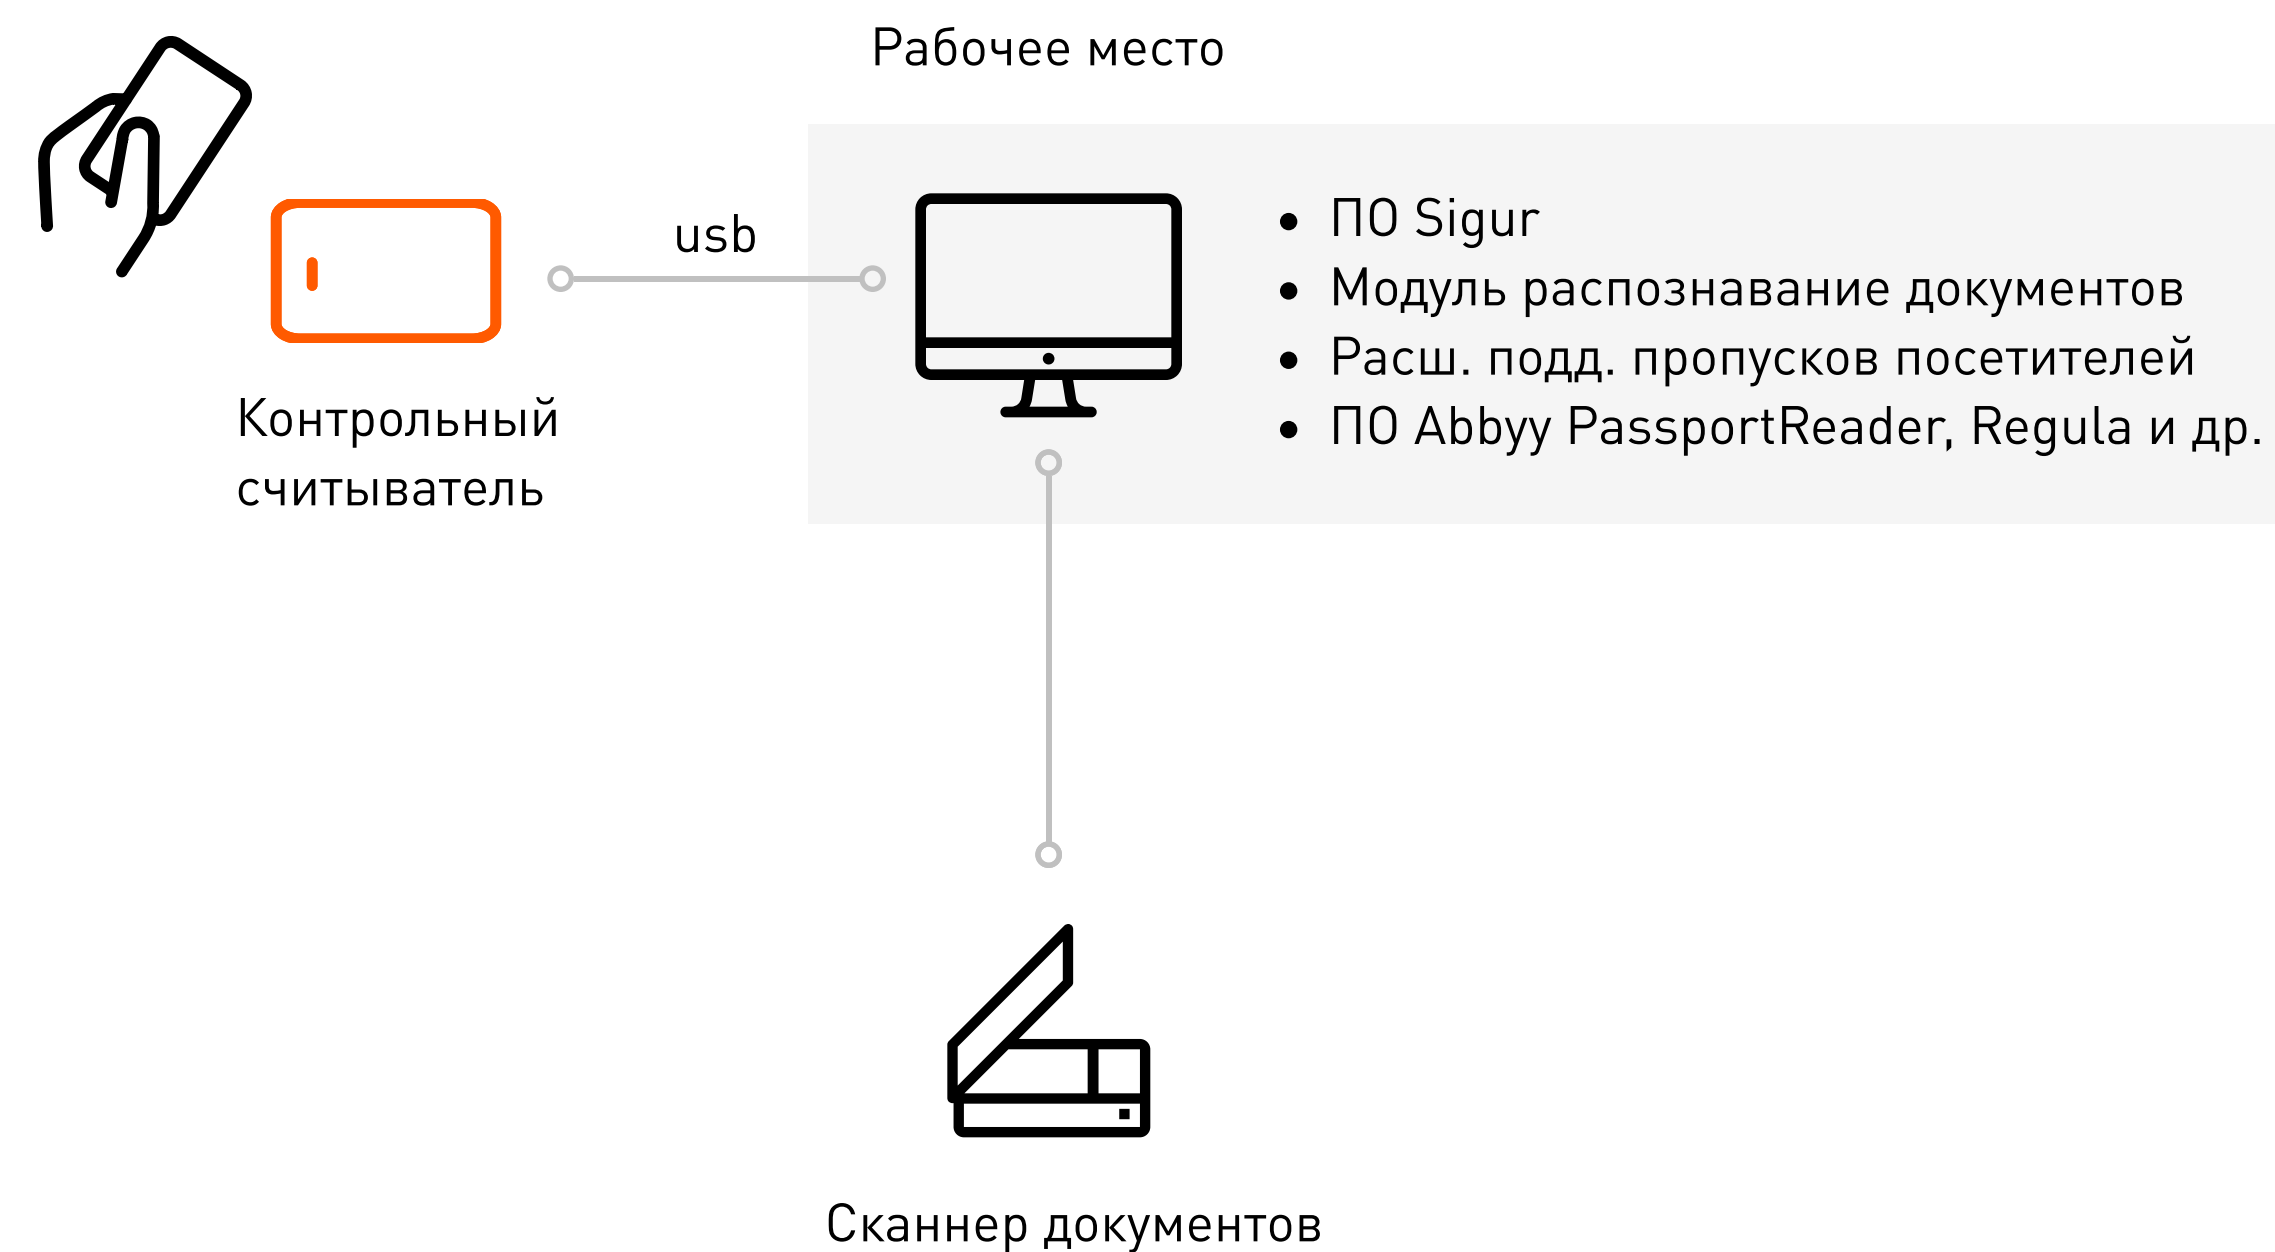 Рабочее место
usb
• ПО Sigur
• Модуль распознавание документов
• Расш. подд. пропусков посетителей
• ПО Abbyy PassportReader, Regula и др.
Контрольный
считыватель
Сканнер документов